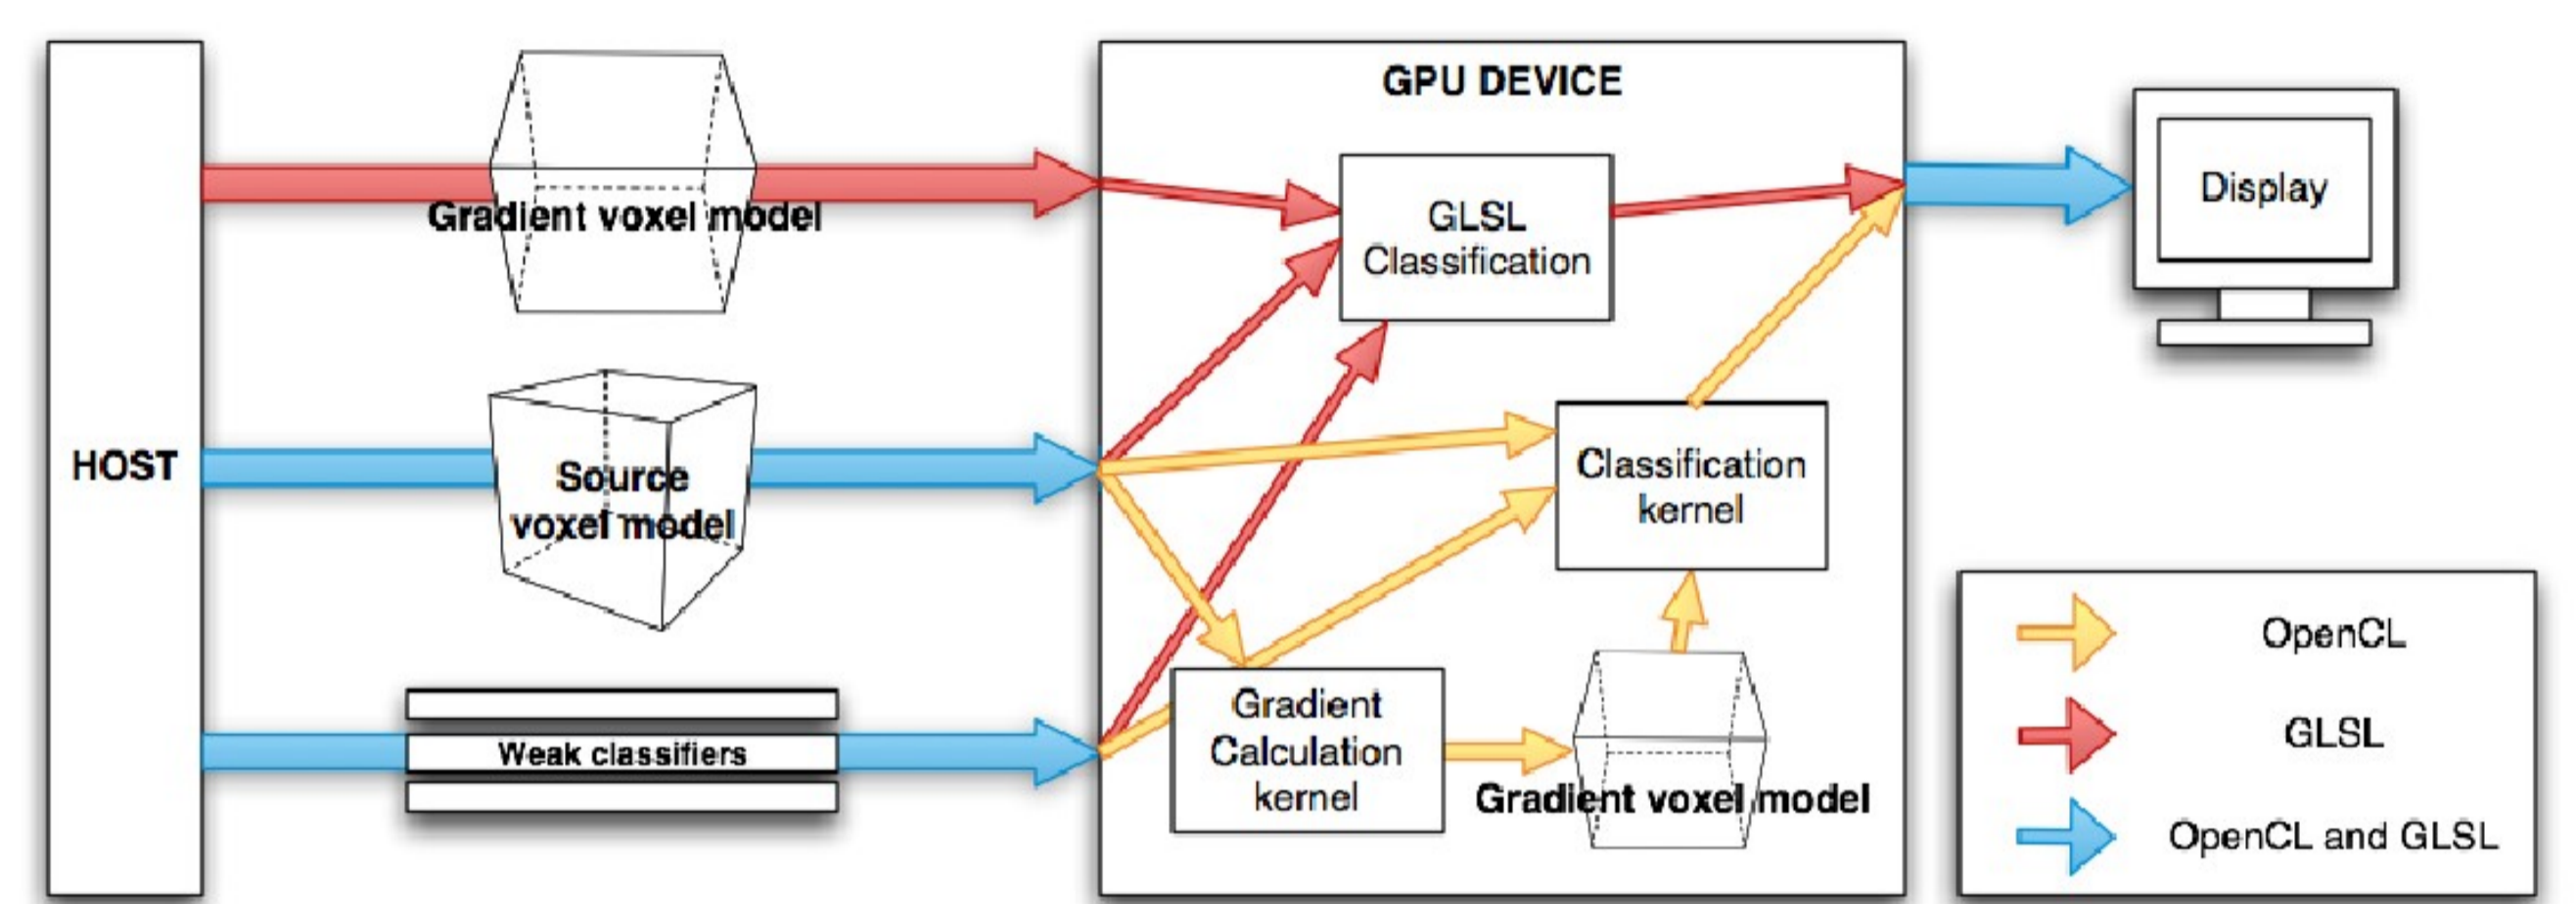 GPU DEVICE
Gradient voxel model
GLSL
Classification
Display
HOST
Source
voxel model
Classification
kernel
Weak classifiers
Gradient
Calculation
kernel
Gradient voxel model
OpenCL
GLSL
OpenCL and GLSL